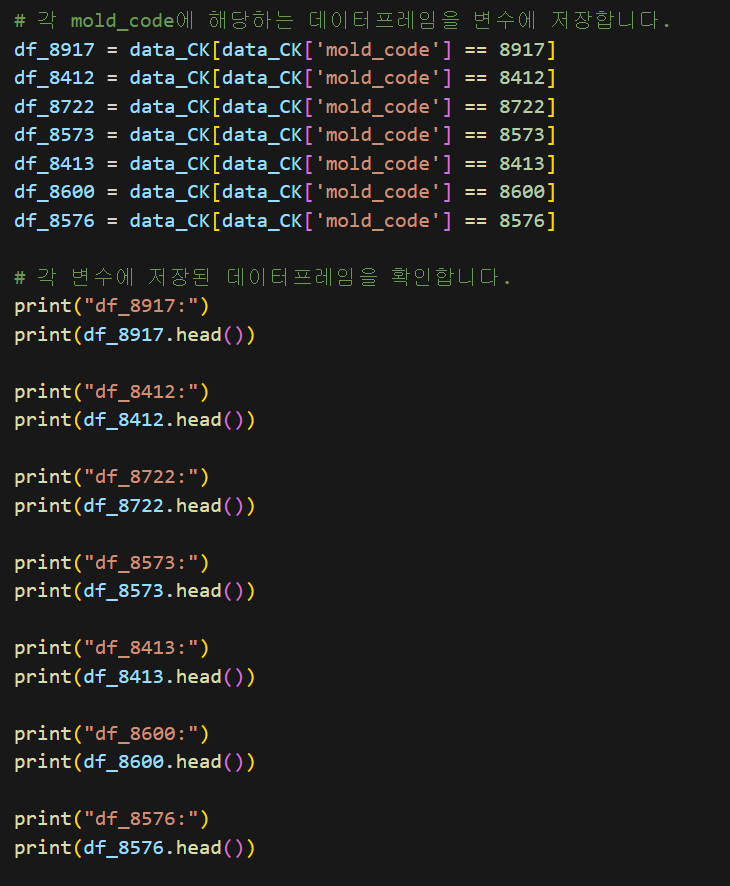 # 각 mold_code에 해당하는 데이터프레임을 변수에 저장합니다.
df_8917 = data_CK[data_CK['mold_code'] == 8917]
df_8412 = data_CK[data_CK['mold_code'] == 8412]
df_8722 = data_CK[data_CK['mold_code'] == 8722]
df_8573 = data_CK[data_CK['mold_code'] == 8573]
df_8413 = data_CK[data_CK['mold_code'] == 8413]
df_8600 = data_CK[data_CK['mold_code'] == 8600]
df_8576 = data_CK[data_CK['mold_code'] == 8576]
# 각 변수에 저장된 데이터프레임을 확인합니다.
print("df_8917:")
print(df_8917.head())
print("df_8412:")
print(df_8412.head())
print("df_8722:")
print(df_8722.head())
print("df_8573:")
print(df_8573.head())
print("df_8413:")
print(df_8413.head())
print("df_8600:")
print(df_8600.head())
print("df_8576:")
print(df_8576.head())